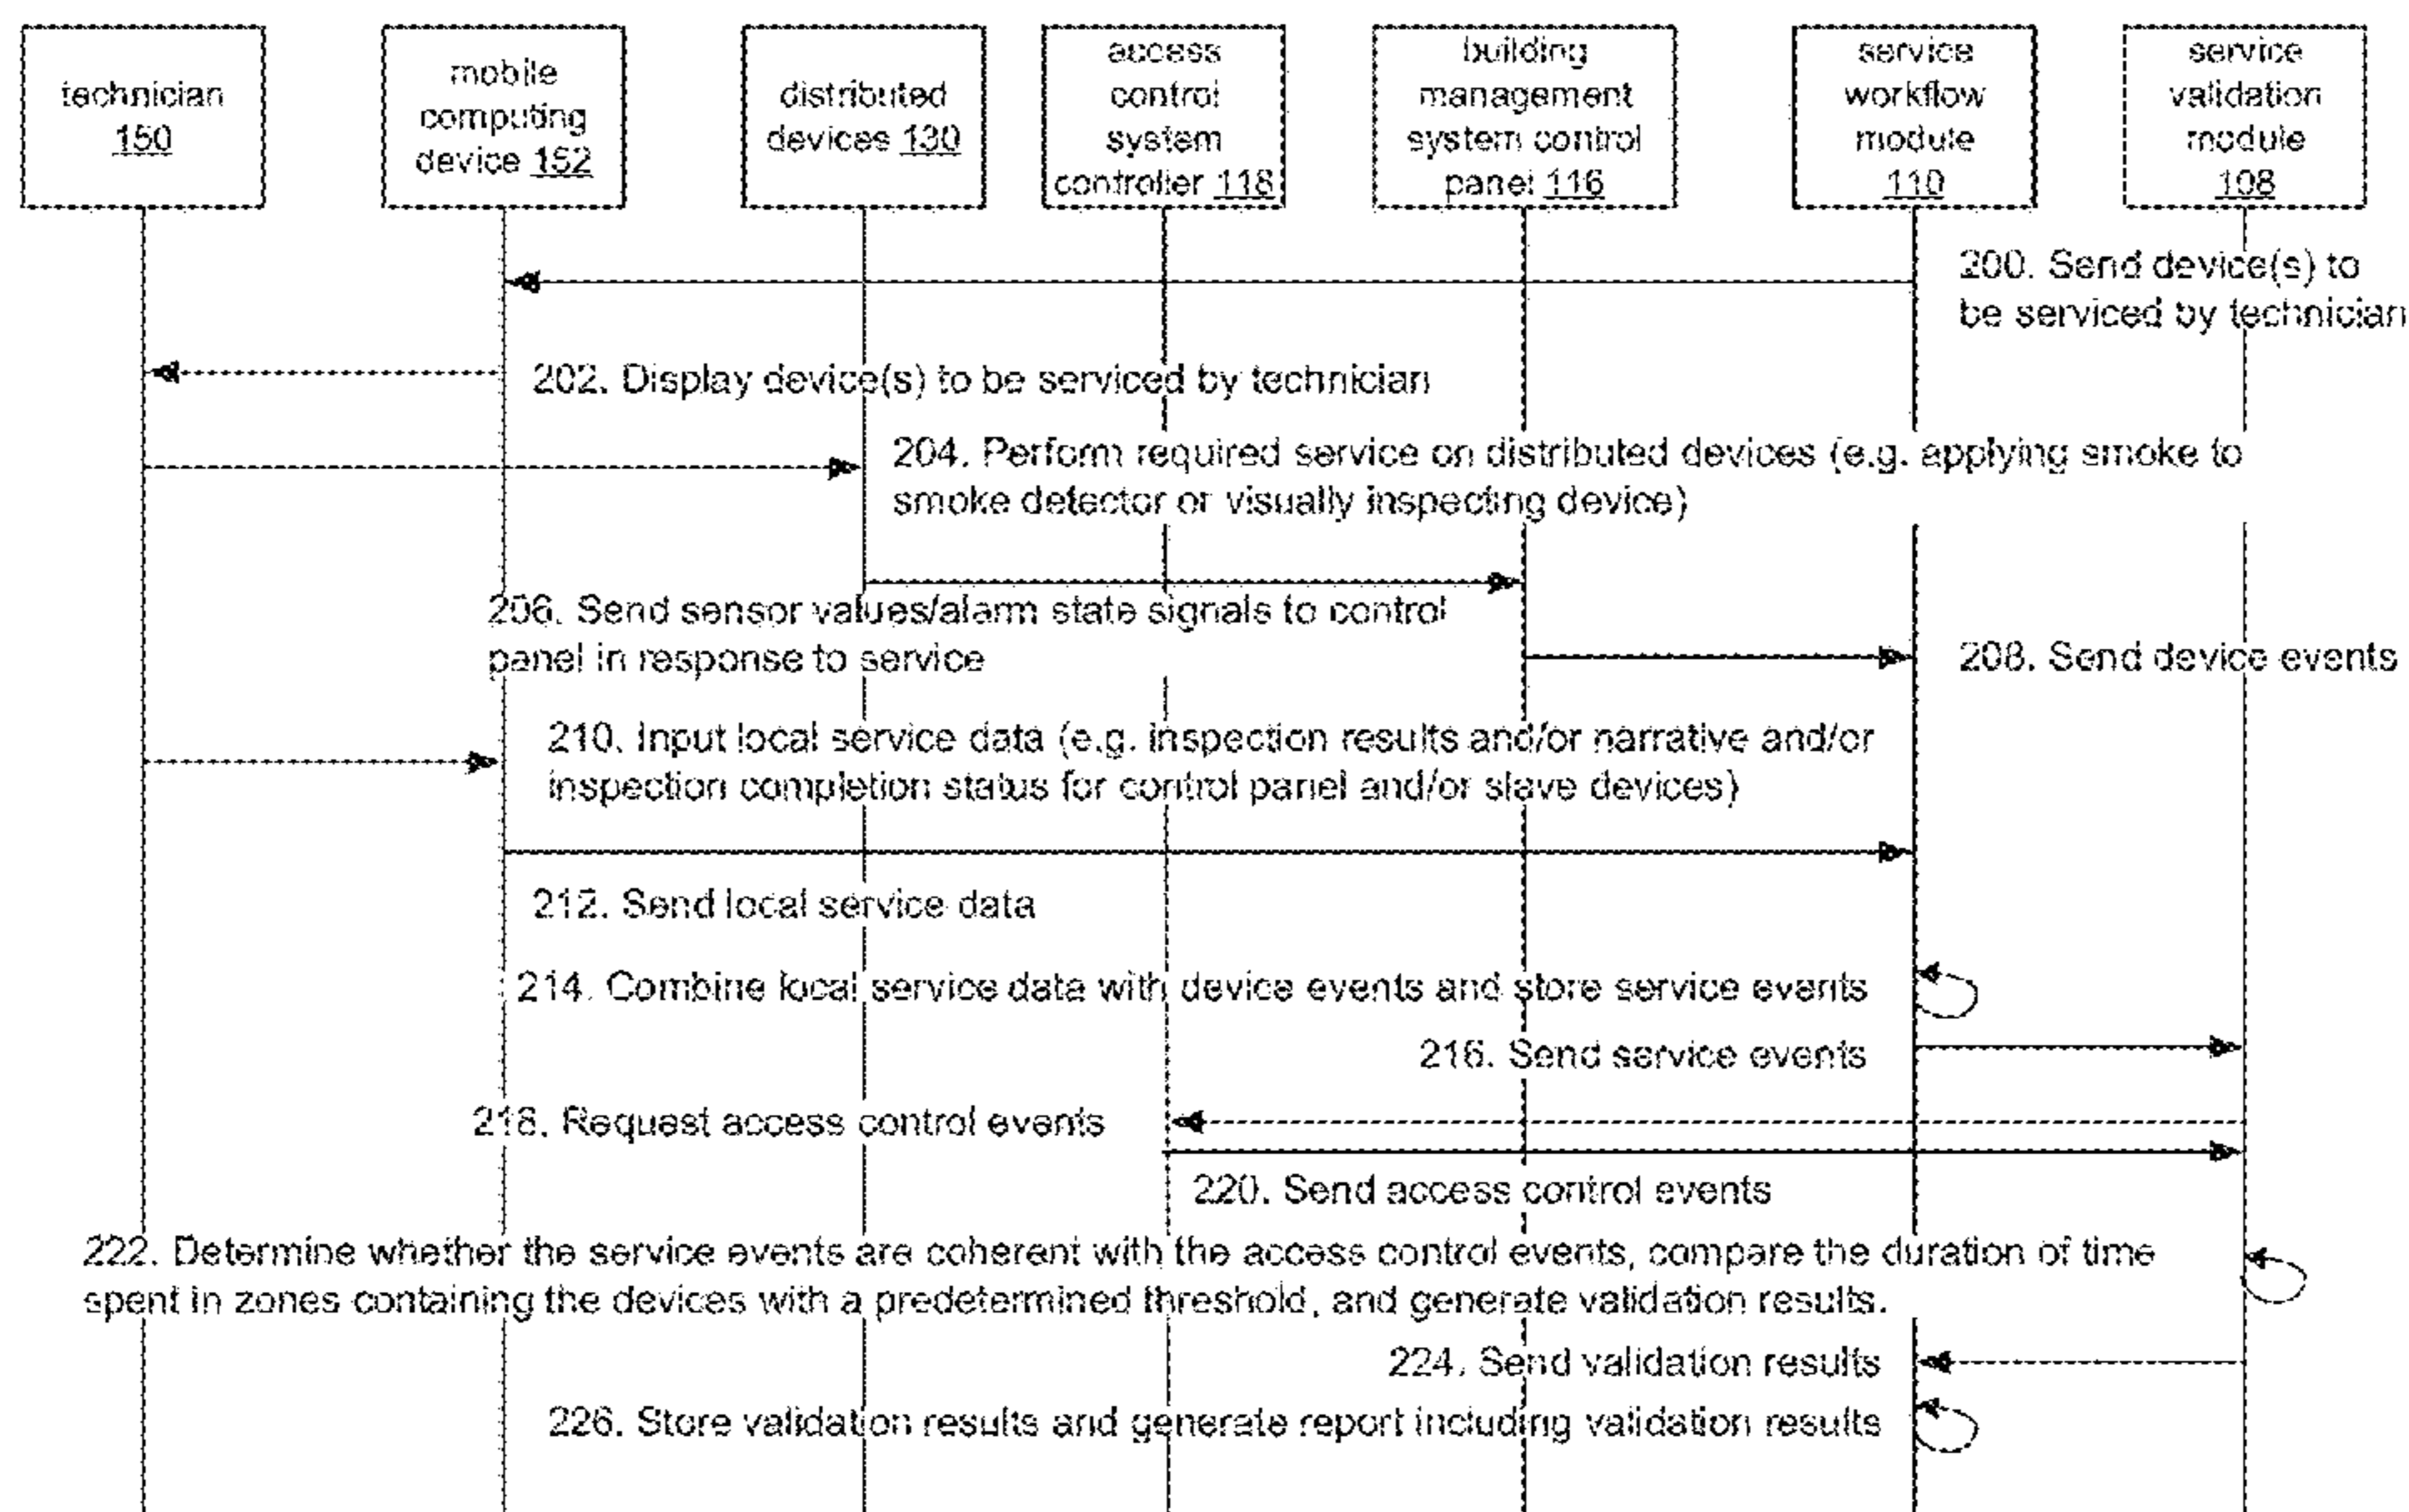 technician
150
mobile
computing
device 152
distributed
devices 130
access
control
system
controller 118
building
management
system control
panel 116
service
workflow
module
110
service
validation
module
108
200. Send device(s) to
be serviced by technician
202. Display device(s) to be serviced by technician
204. Perform required service on distributed devices (e.g. applying smoke to
smoke detector or visually inspecting device)
206. Send sensor values/alarm state signals to control
panel in response to service
208. Send device events
210. Input local service data (e.g. inspection results and/or narrative and/or
inspection completion status for control panel and/or slave devices)
212. Send local service data
214. Combine local service data with device events and store service events
216. Send service events
218. Request access control events
220. Send access control events
222. Determine whether the service events are coherent with the access control events, compare the duration of time
spent in zones containing the devices with a predetermined threshold, and generate validation results.
224. Send validation results
226. Store validation results and generate report including validation results